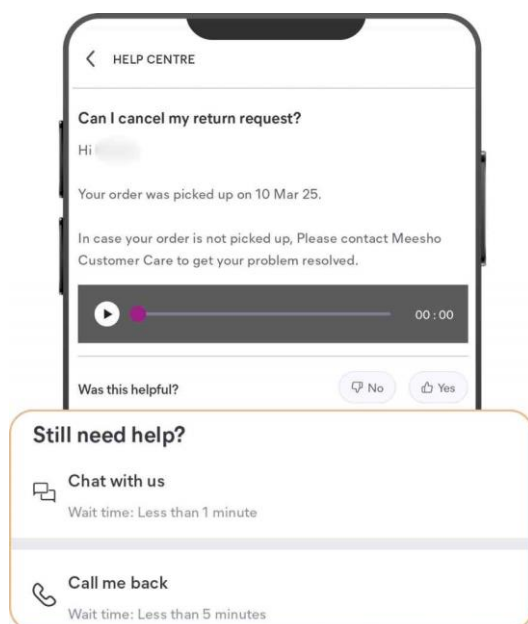 HELP CENTRE
Can I cancel my return request?
Hi
Your order was picked up on 10 Mar 25.
In case your order is not picked up, Please contact Meesho
Customer Care to get your problem resolved.
00:00
Was this helpful?
No
Yes
Still need help?
Chat with us
Wait time: Less than 1 minute
Call me back
Wait time: Less than 5 minutes